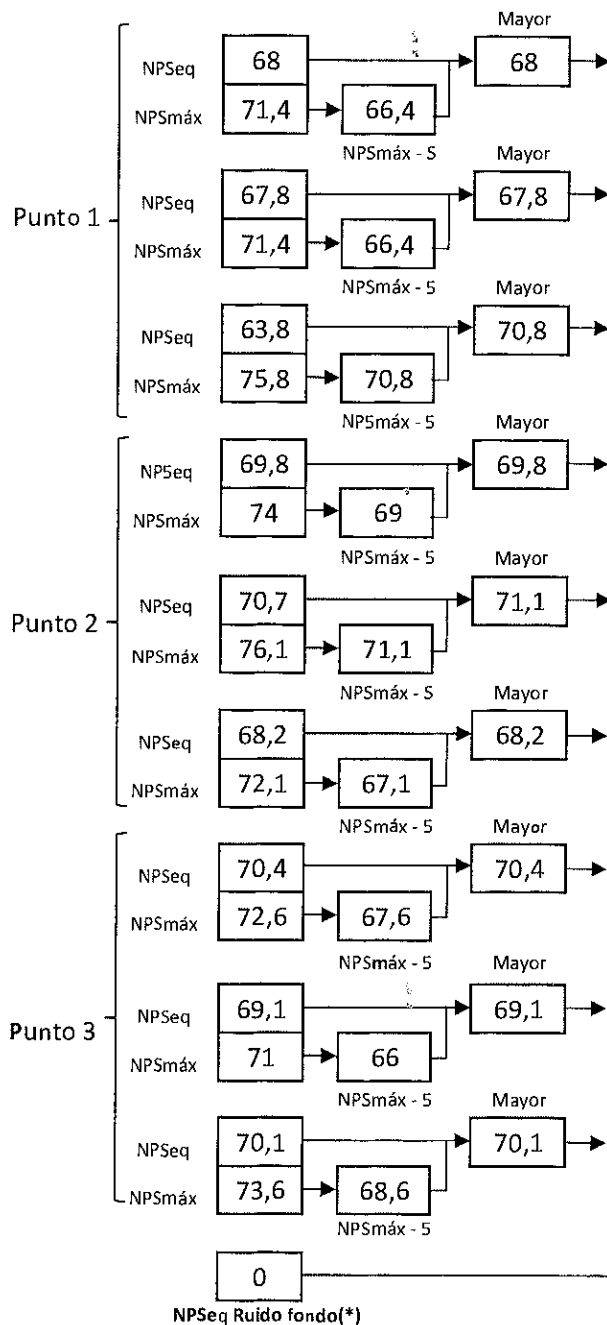 Mayor
NPSeq 68 68
NPSmáx 71,4 66,4
NPSmáx - 5
Mayor
NPSeq 67,8 67,8
Punto 1
NPSmáx 71,4 66,4
NPSmáx - 5
Mayor
NPSeq 63,8 70,8
NPSmáx 75,8 70,8
NP5máx - 5
Mayor
NP5eq 69,8 69,8
NPSmáx 74 69
NPSmáx - 5
Mayor
NPSeq 70,7 71,1
Punto 2
NPSmáx 76,1 71,1
NPSmáx - 5
Mayor
NPSeq 68,2 68,2
NPSmáx 72,1 67,1
NPSmáx - 5
Mayor
NPSeq 70,4 70,4
NPSmáx 72,6 67,6
NPSmáx - 5
Mayor
NPSeq 69,1 69,1
Punto 3
NPSmáx 71 66
NPSmáx - 5
Mayor
NPSeq 70,1 70,1
NPSmáx 73,6 68,6
NPSmáx - 5
0
NPSeq Ruido fondo(*)